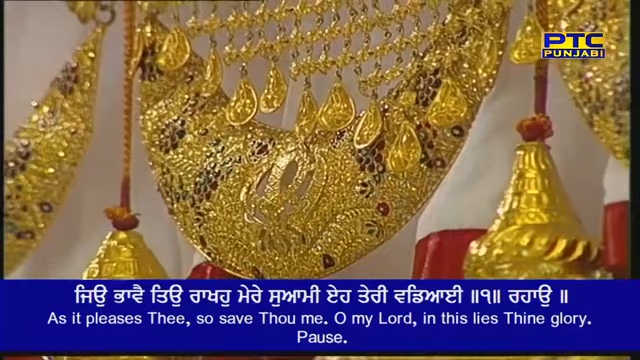 PTC
PUNJABI
ਜਿਉ ਭਾਵੈ ਤਿਉ ਰਾਖਹੁ ਮੇਰੇ ਸੁਆਮੀ ਏਹ ਤੇਰੀ ਵਡਿਆਈ ॥੧॥ ਰਹਾਉ ॥
As it pleases Thee, so save Thou me. O my Lord, in this lies Thine glory.
Pause.